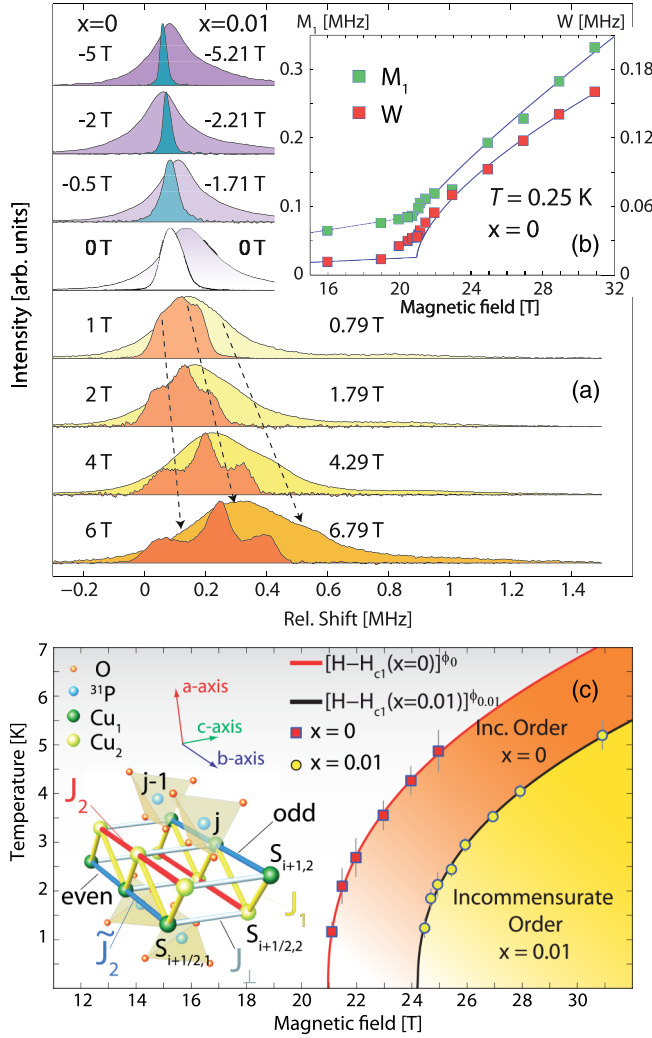 x=0 x=0.01
-5 T -5.21 T
-2 T -2.21 T
-0.5 T -1.71 T
0 T 0 T
1 T 0.79 T
2 T 1.79 T
4 T 4.29 T
6 T 6.79 T
(a)
Intensity [arb. units]
−0.2 0 0.2 0.4 0.6 0.8 1 1.2 1.4
Rel. Shift [MHz]
M1 [MHz] W [MHz]
0.3 0.18
0.2 0.12
0.1 0.06
0 0
M1
W
T = 0.25 K
x = 0
(b)
16 20 24 28 32
Magnetic field [T]
Temperature [K]
7
6
5
4
3
2
1
O
31P
Cu1
Cu2
a-axis
c-axis
b-axis
[H−Hc1(x=0)]ϕ0
[H−Hc1(x=0.01)]ϕ0.01
x = 0
x = 0.01
(c)
Inc. Order
x = 0
Incommensurate
Order
x = 0.01
j-1
j
odd
J2
even
Si+1,2
J̃2
Si+1/2,1
Si+1/2,2
J1
J⊥
12 14 16 18 20 22 24 26 28 30
Magnetic field [T]